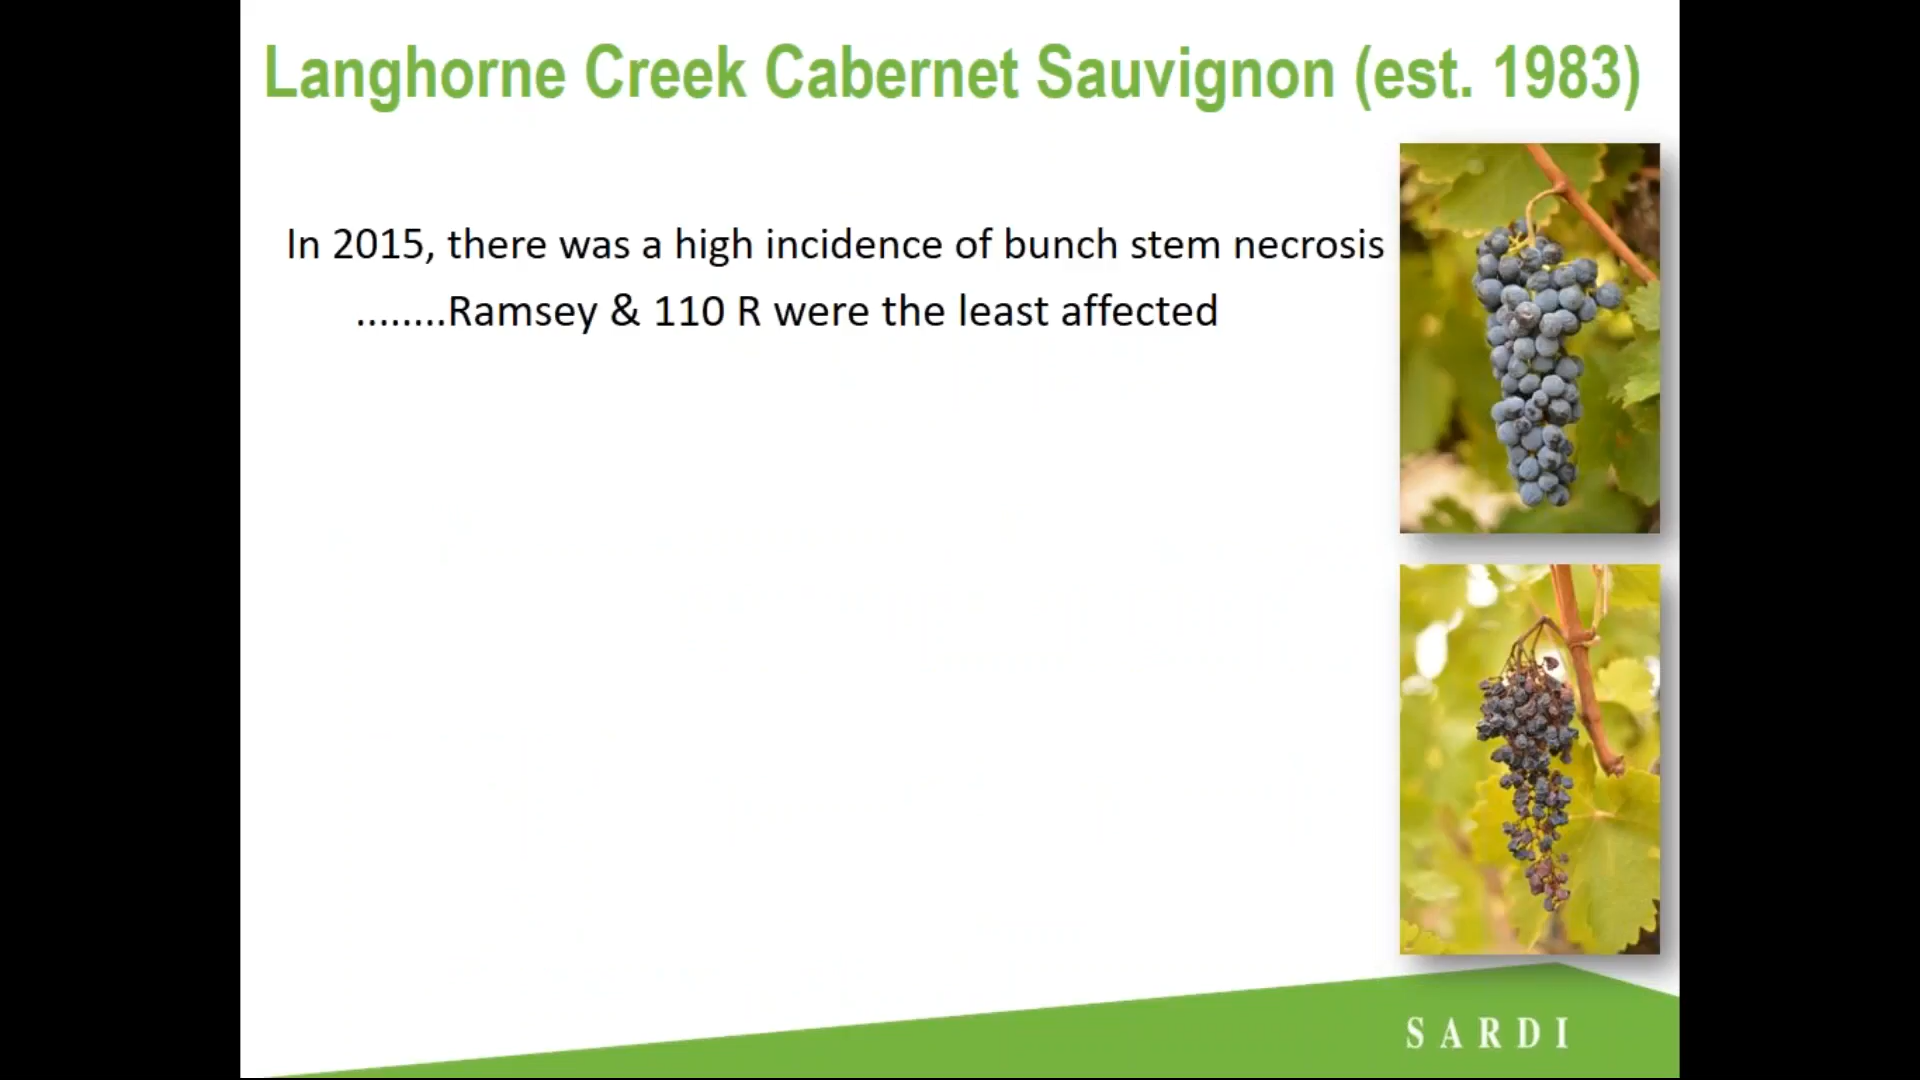 Langhorne Creek Cabernet Sauvignon (est. 1983)
In 2015, there was a high incidence of bunch stem necrosis
........Ramsey & 110 R were the least affected
SARDI